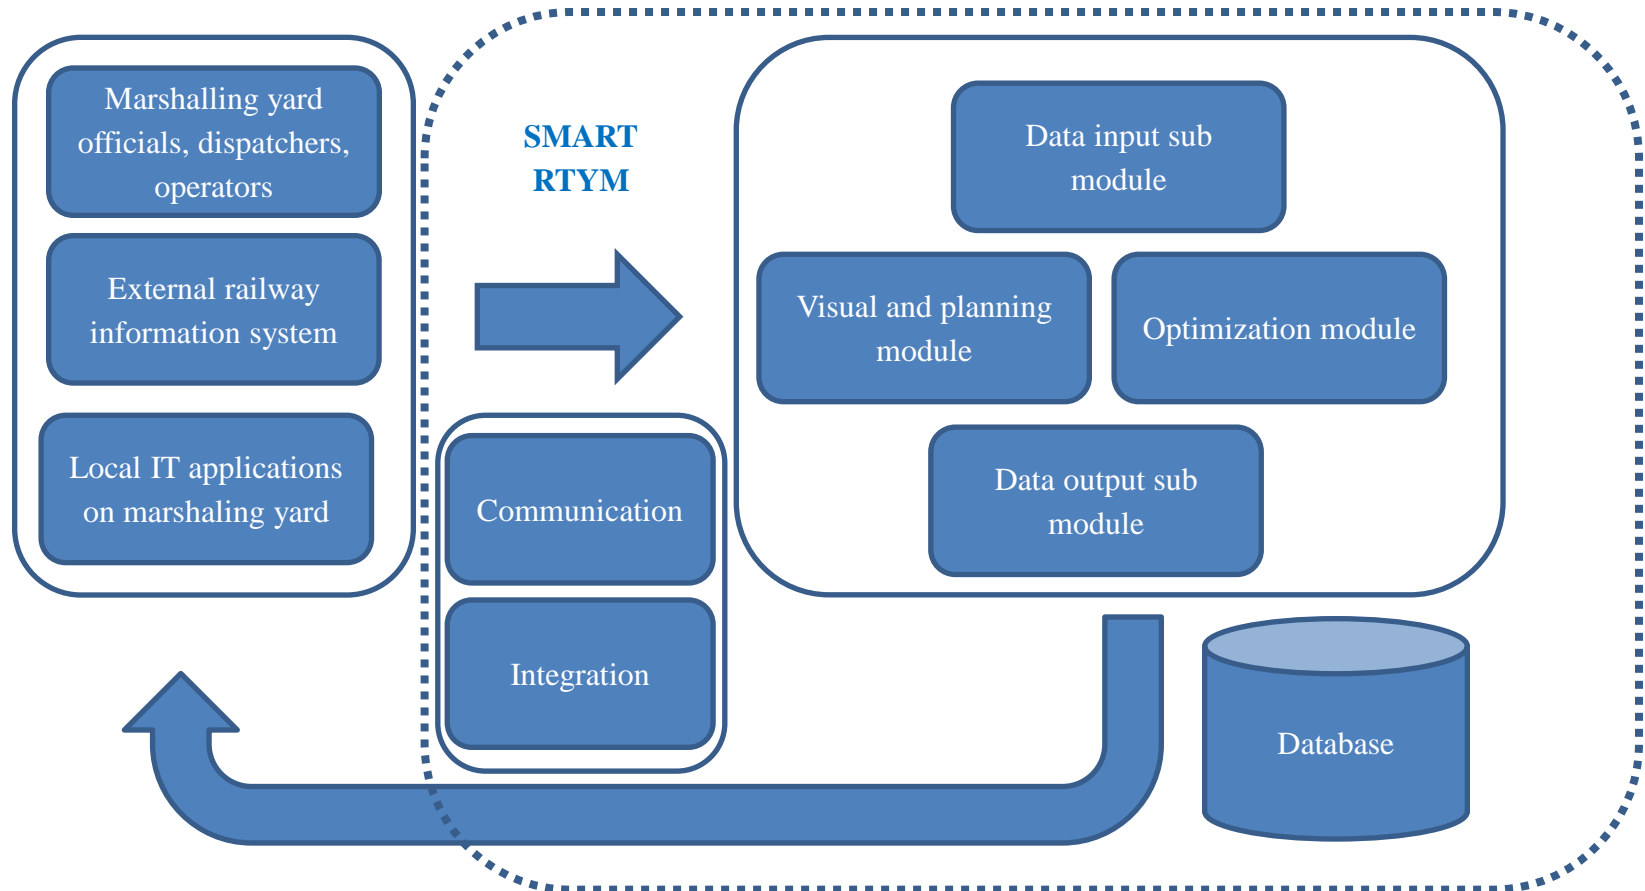 Marshalling yard
officials, dispatchers,
operators
External railway
information system
Local IT applications
on marshaling yard
SMART
RTYM
Communication
Integration
Data input sub
module
Visual and planning
module
Optimization module
Data output sub
module
Database